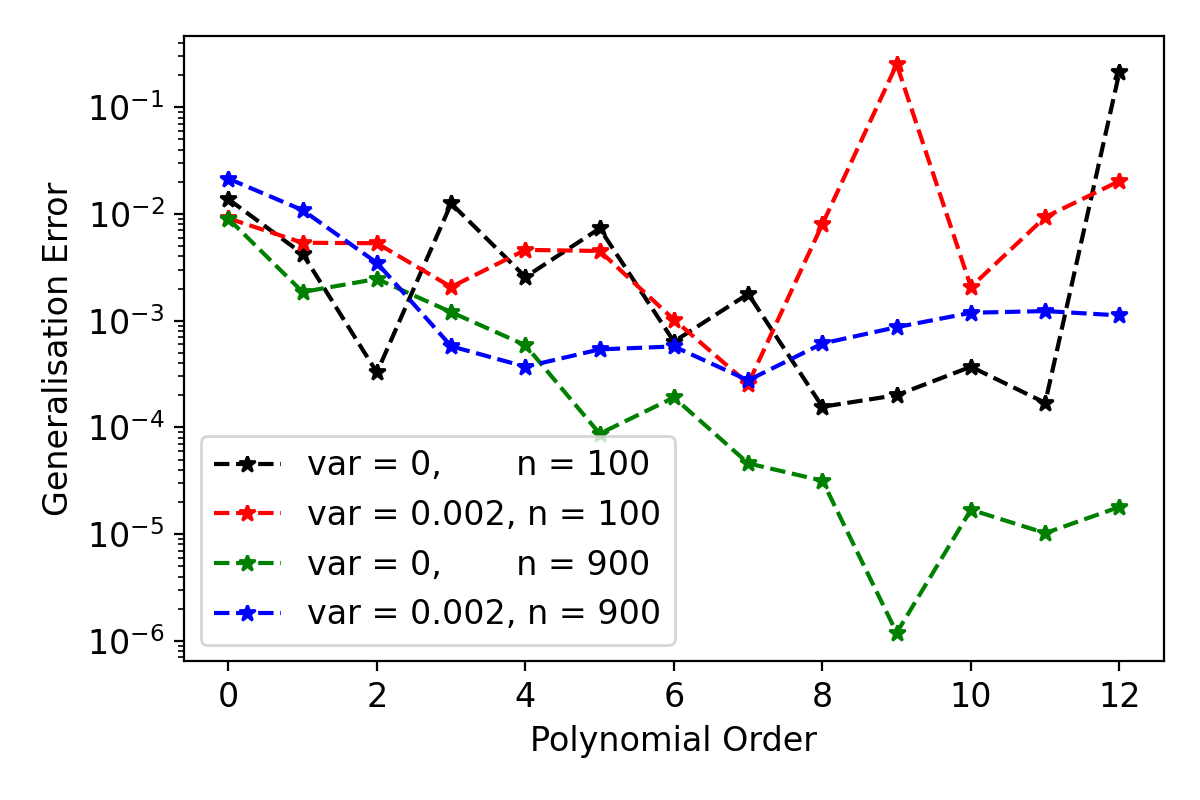 Generalisation Error
10⁻¹
10⁻²
10⁻³
10⁻⁴
10⁻⁵
10⁻⁶
var = 0, n = 100
var = 0.002, n = 100
var = 0, n = 900
var = 0.002, n = 900
0 2 4 6 8 10 12
Polynomial Order